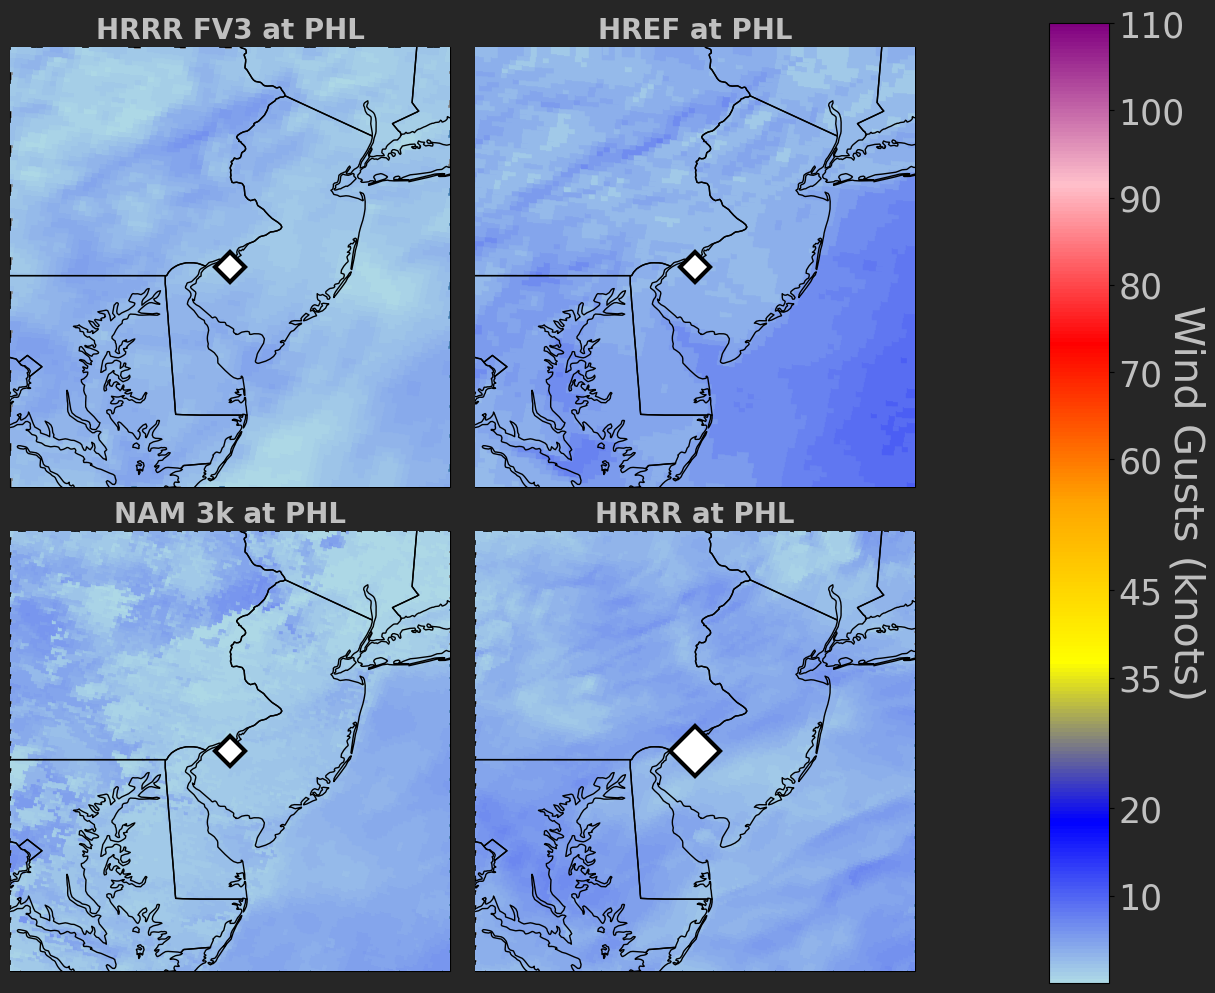 HRRR FV3 at PHL
HREF at PHL
NAM 3k at PHL
HRRR at PHL
110
100
90
80
70
60
45
35
20
10
Wind Gusts (knots)